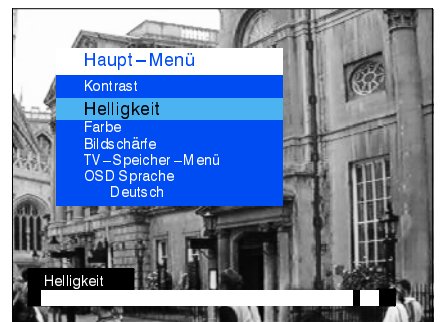 Haupt–Menü
Kontrast
Helligkeit
Farbe
Bildschärfe
TV–Speicher–Menü
OSD Sprache
Deutsch
Helligkeit